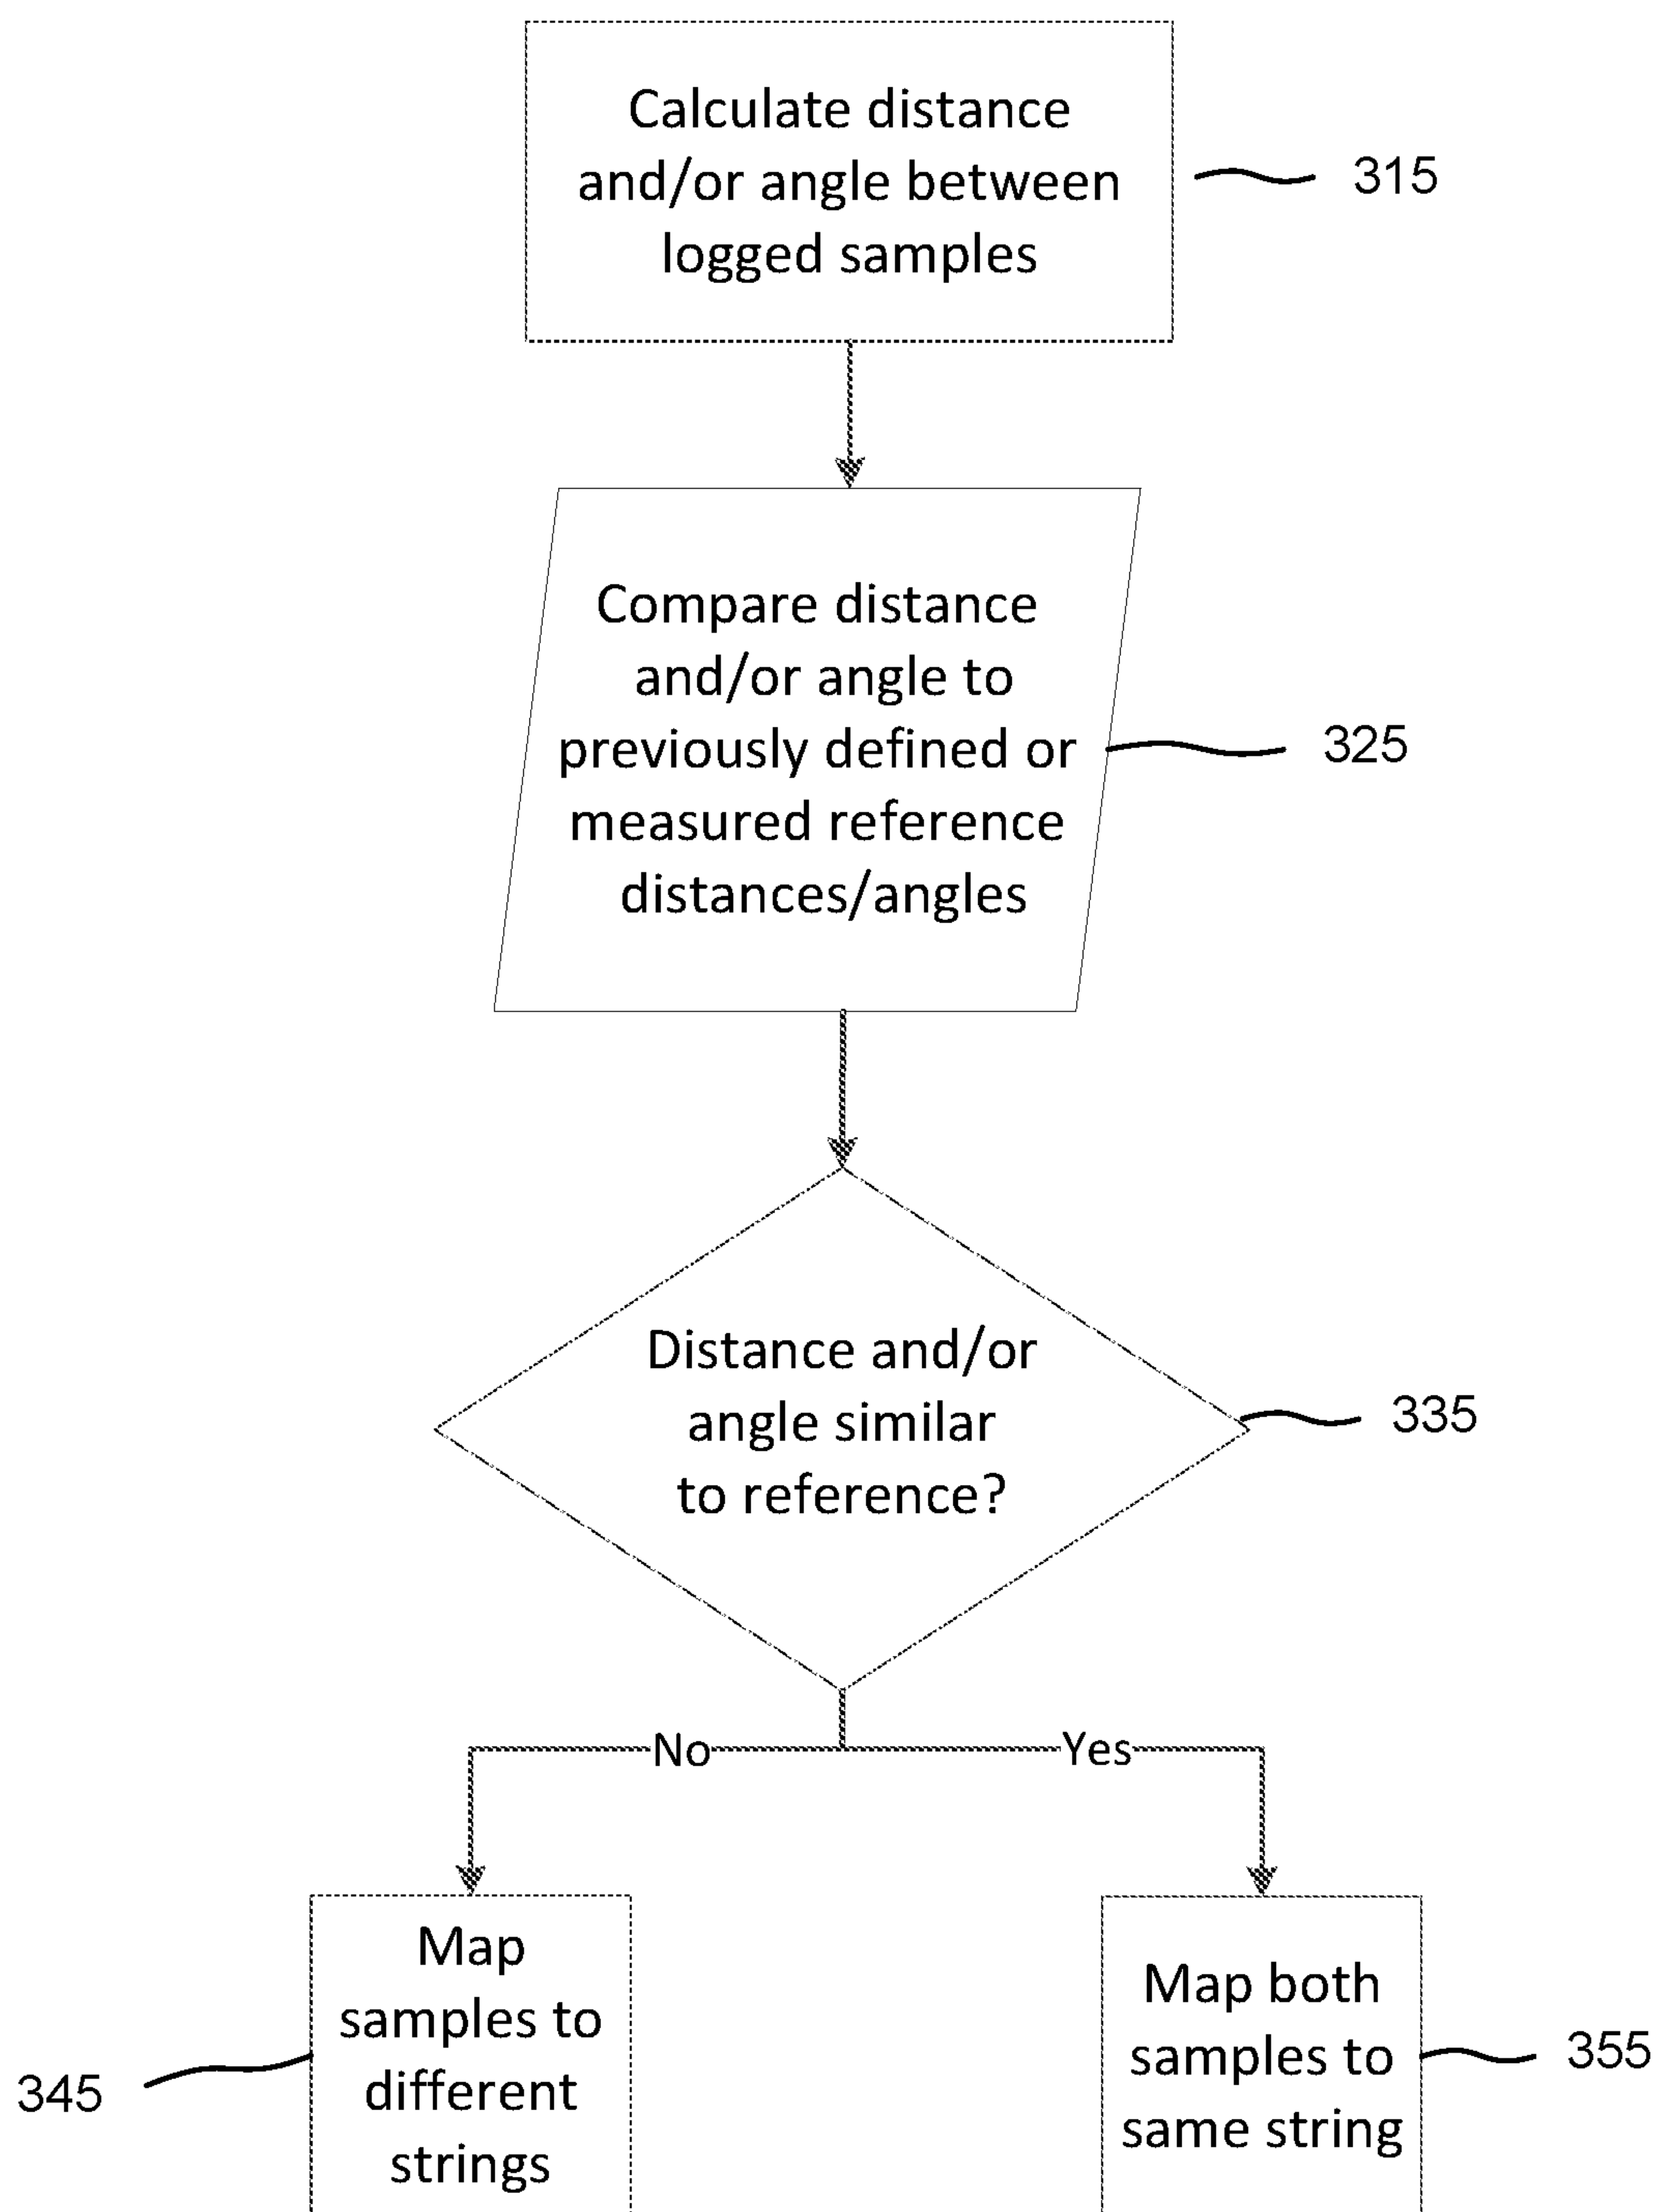 Calculate distance
and/or angle between
logged samples
315
Compare distance
and/or angle to
previously defined or
measured reference
distances/angles
325
Distance and/or
angle similar
to reference?
335
No
Yes
Map
samples to
different
strings
345
Map both
samples to
same string
355